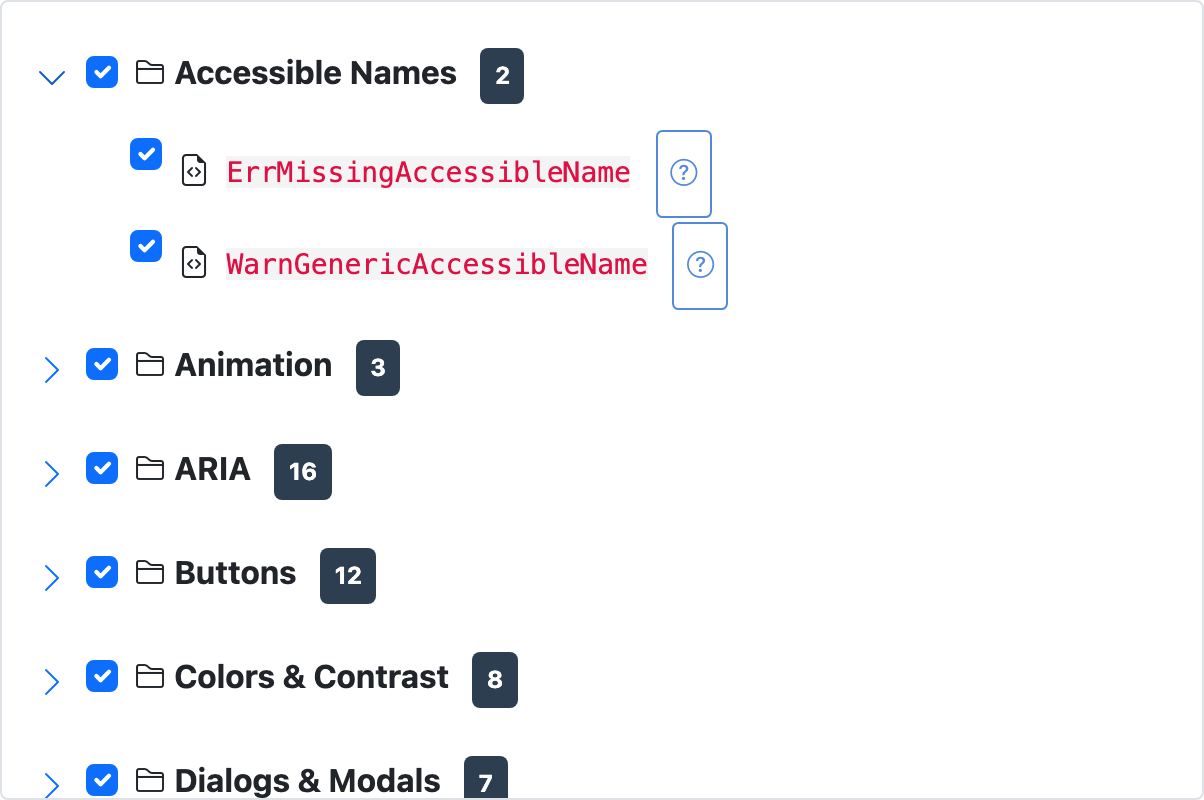 Accessible Names 2
ErrMissingAccessibleName ?
WarnGenericAccessibleName ?
Animation 3
ARIA 16
Buttons 12
Colors & Contrast 8
Dialogs & Modals 7